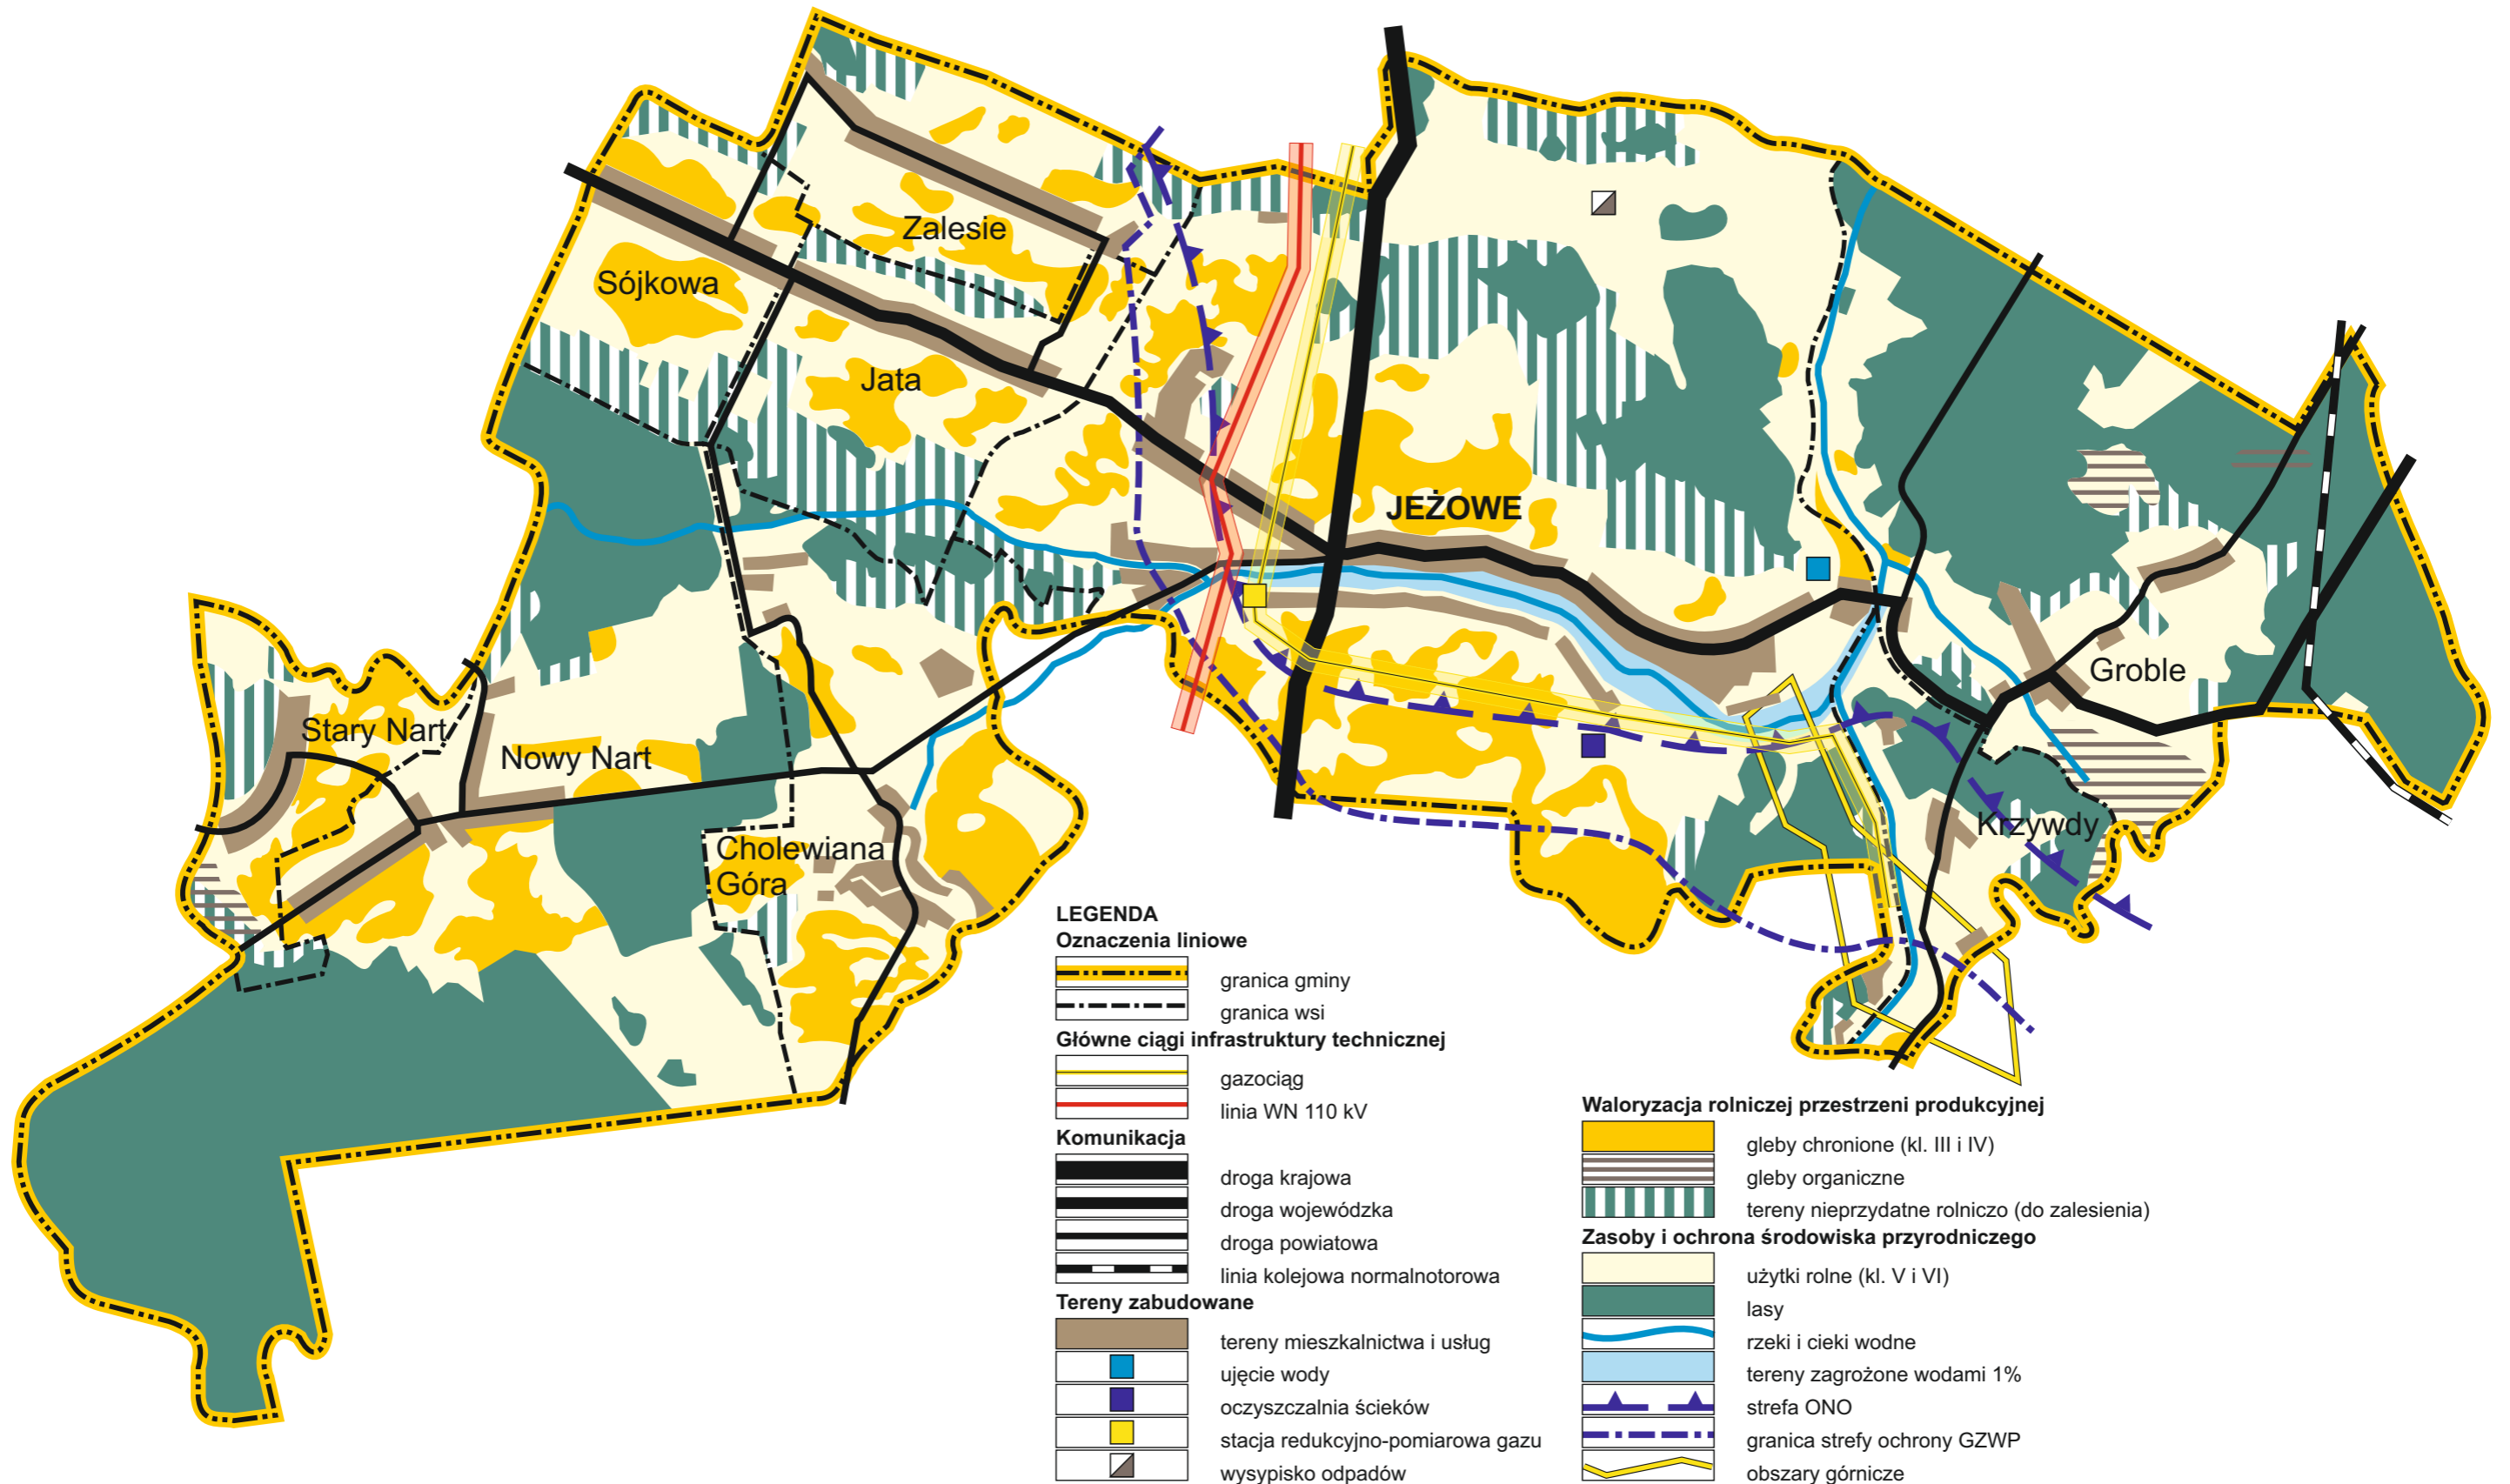 Zalesie
Sójkowa
Jata
JEŻOWE
Groble
Stary Nart
Nowy Nart
Krzywdy
Cholewiana
Góra
LEGENDA
Oznaczenia liniowe
granica gminy
granica wsi
Główne ciągi infrastruktury technicznej
gazociąg
linia WN 110 kV
Komunikacja
droga krajowa
droga wojewódzka
droga powiatowa
linia kolejowa normalnotorowa
Tereny zabudowane
tereny mieszkalnictwa i usług
ujęcie wody
oczyszczalnia ścieków
stacja redukcyjno-pomiarowa gazu
wysypisko odpadów
Waloryzacja rolniczej przestrzeni produkcyjnej
gleby chronione (kl. III i IV)
gleby organiczne
tereny nieprzydatne rolniczo (do zalesienia)
Zasoby i ochrona środowiska przyrodniczego
użytki rolne (kl. V i VI)
lasy
rzeki i cieki wodne
tereny zagrożone wodami 1%
strefa ONO
granica strefy ochrony GZWP
obszary górnicze